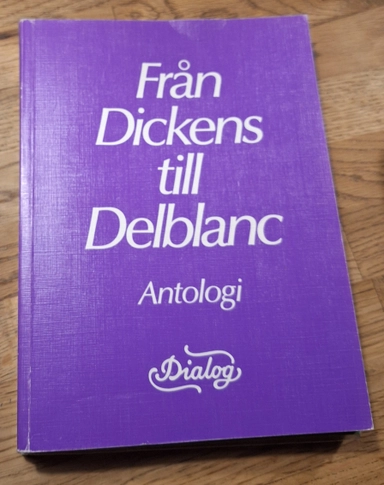 Från
Dickens
till
Delblanc
Antologi
Dialog